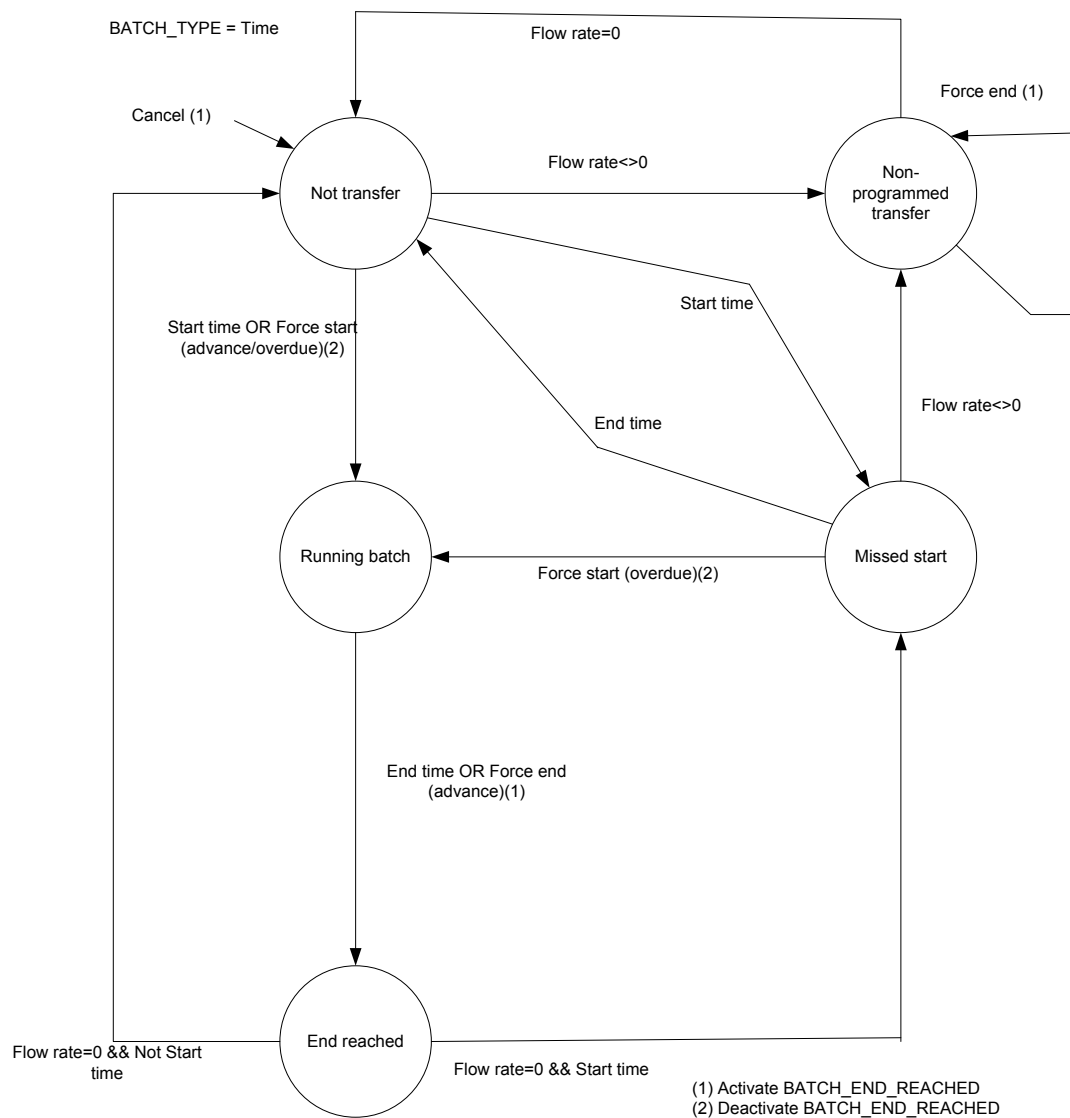 BATCH_TYPE = Time
Flow rate=0
Cancel (1)
Force end (1)
Not transfer
Flow rate<>0
Non-
programmed
transfer
Start time
Start time OR Force start
(advance/overdue)(2)
End time
Flow rate<>0
Running batch
Missed start
Force start (overdue)(2)
End time OR Force end
(advance)(1)
End reached
Flow rate=0 && Not Start
time
Flow rate=0 && Start time
(1) Activate BATCH_END_REACHED
(2) Deactivate BATCH_END_REACHED